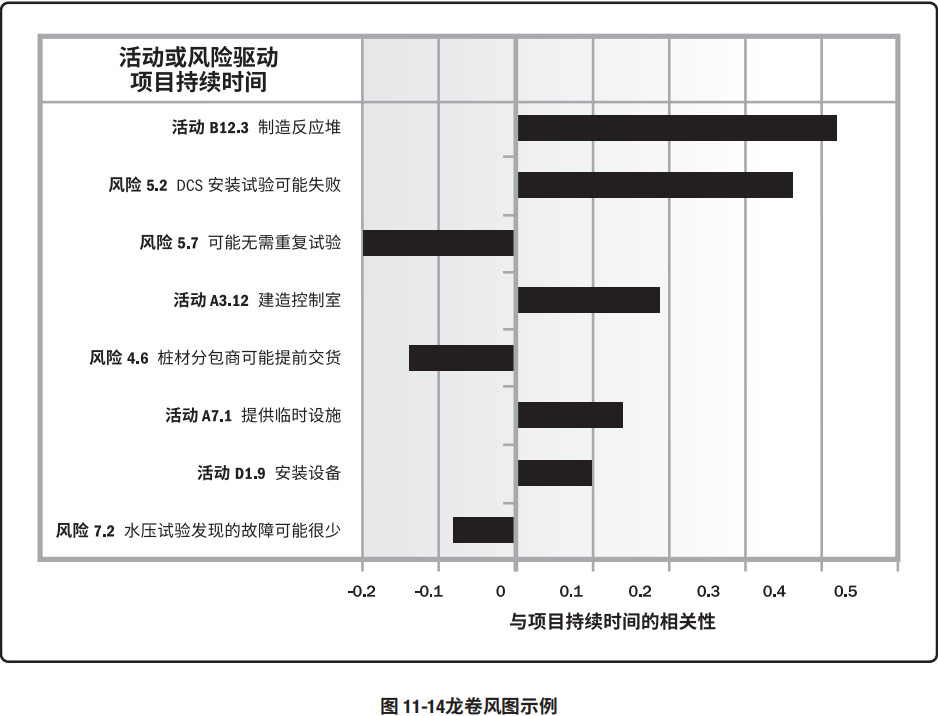 活动或风险驱动
项目持续时间
活动 B12.3 制造反应堆
风险 5.2 DCS 安装试验可能失败
风险 5.7 可能无需重复试验
活动 A3.12 建造控制室
风险 4.6 桩材分包商可能提前交货
活动 A7.1 提供临时设施
活动 D1.9 安装设备
风险 7.2 水压试验发现的故障可能很少
-0.2 -0.1 0 0.1 0.2 0.3 0.4 0.5
与项目持续时间的相关性
图 11-14龙卷风图示例